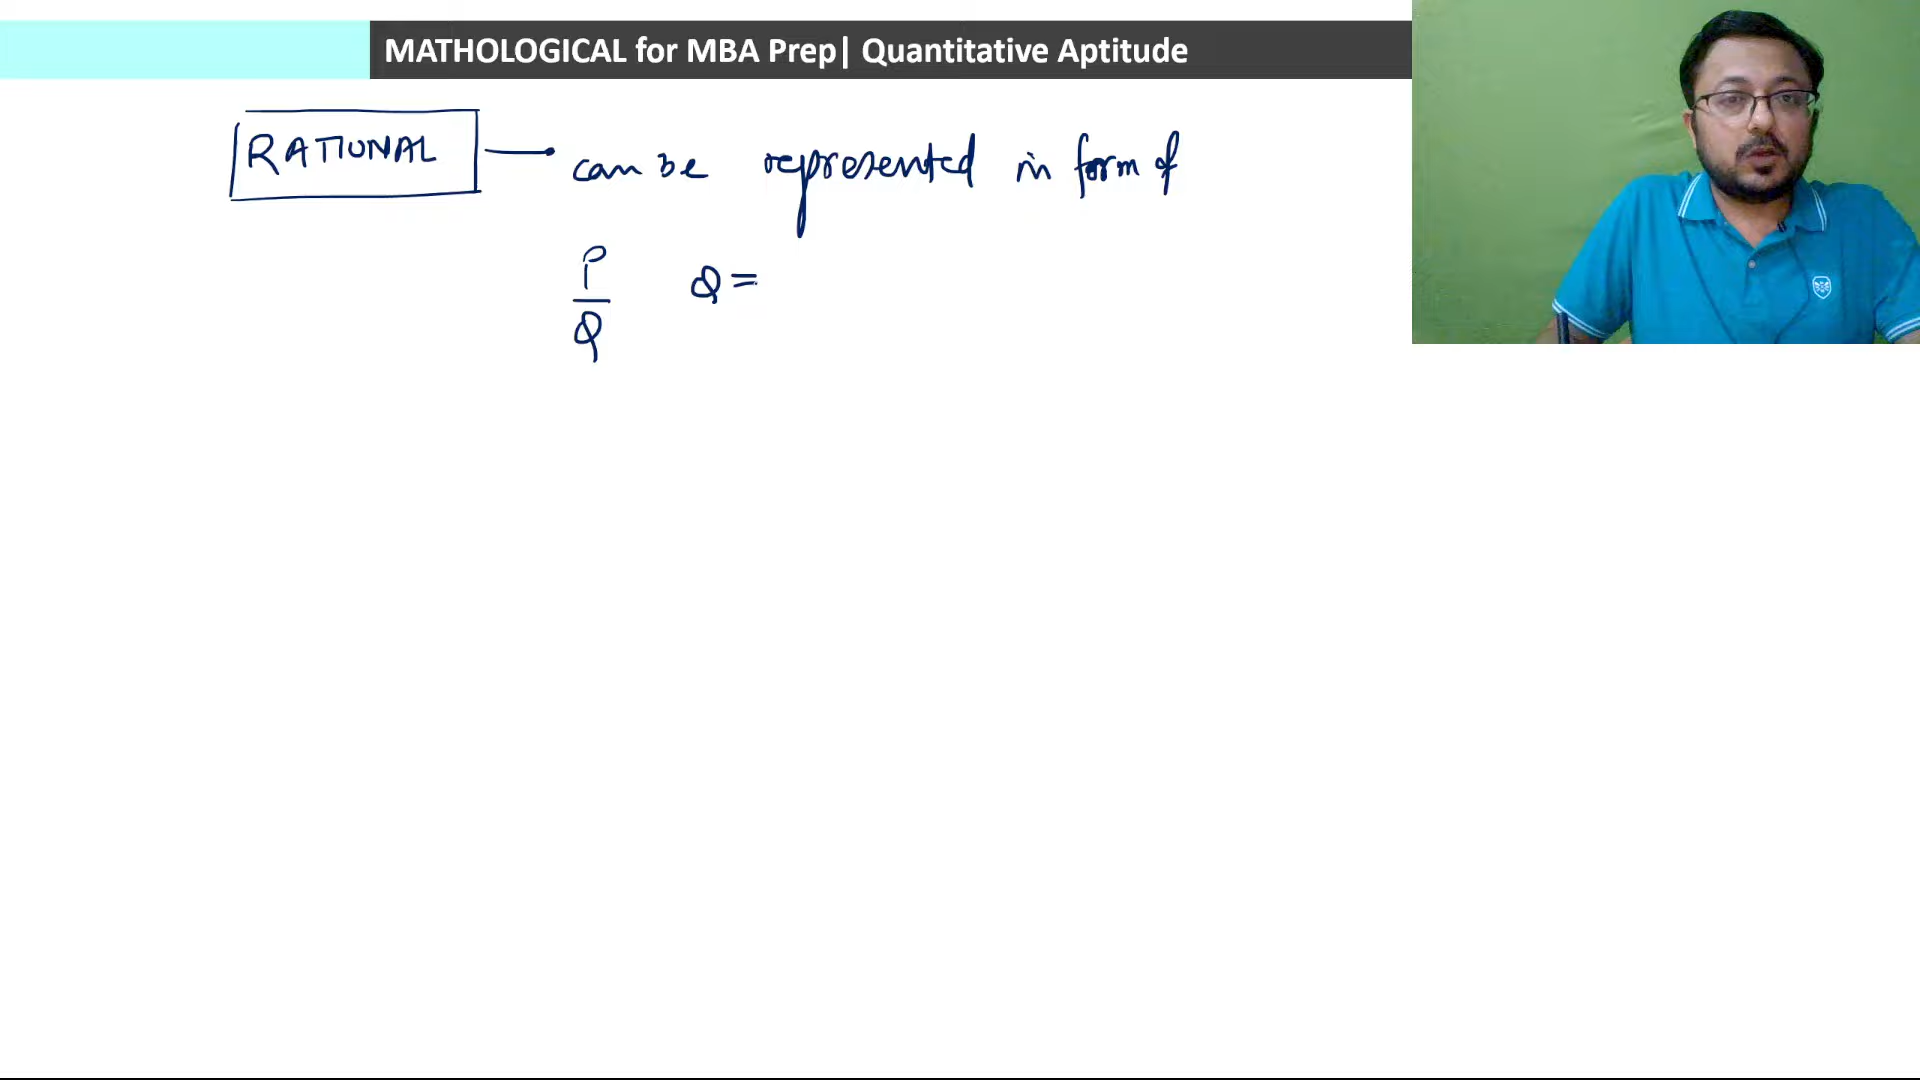 MATHOLOGICAL for MBA Prep| Quantitative Aptitude
RATIONAL can be represented in form of
P/Q Q=